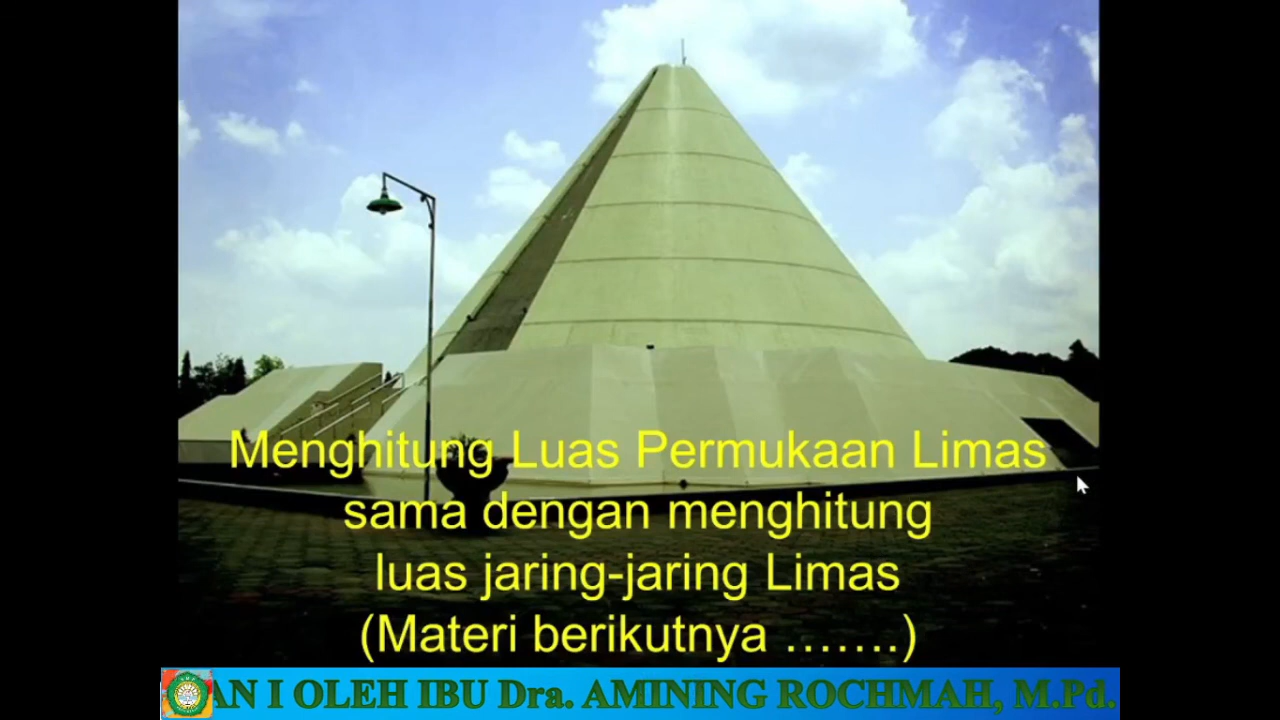 Menghitung Luas Permukaan Limas
sama dengan menghitung
luas jaring-jaring Limas
(Materi berikutnya …….)
AN I OLEH IBU Dra. AMINING ROCHMAH, M.Pd.